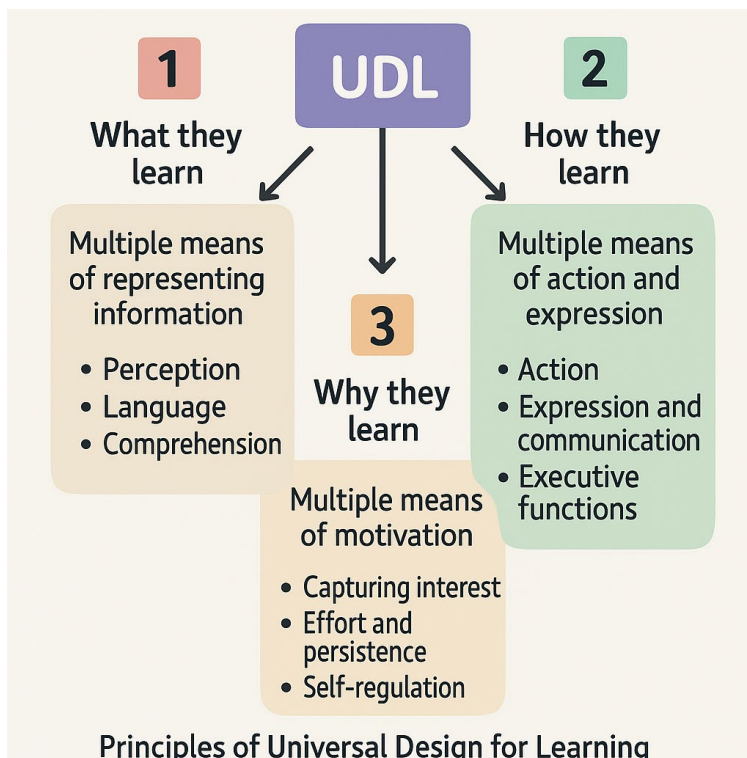 UDL
1
What they
learn
Multiple means
of representing
information
• Perception
• Language
• Comprehension
2
How they
learn
Multiple means
of action and
expression
• Action
• Expression and
communication
• Executive
functions
3
Why they
learn
Multiple means
of motivation
• Capturing interest
• Effort and
persistence
• Self-regulation
Principles of Universal Design for Learning